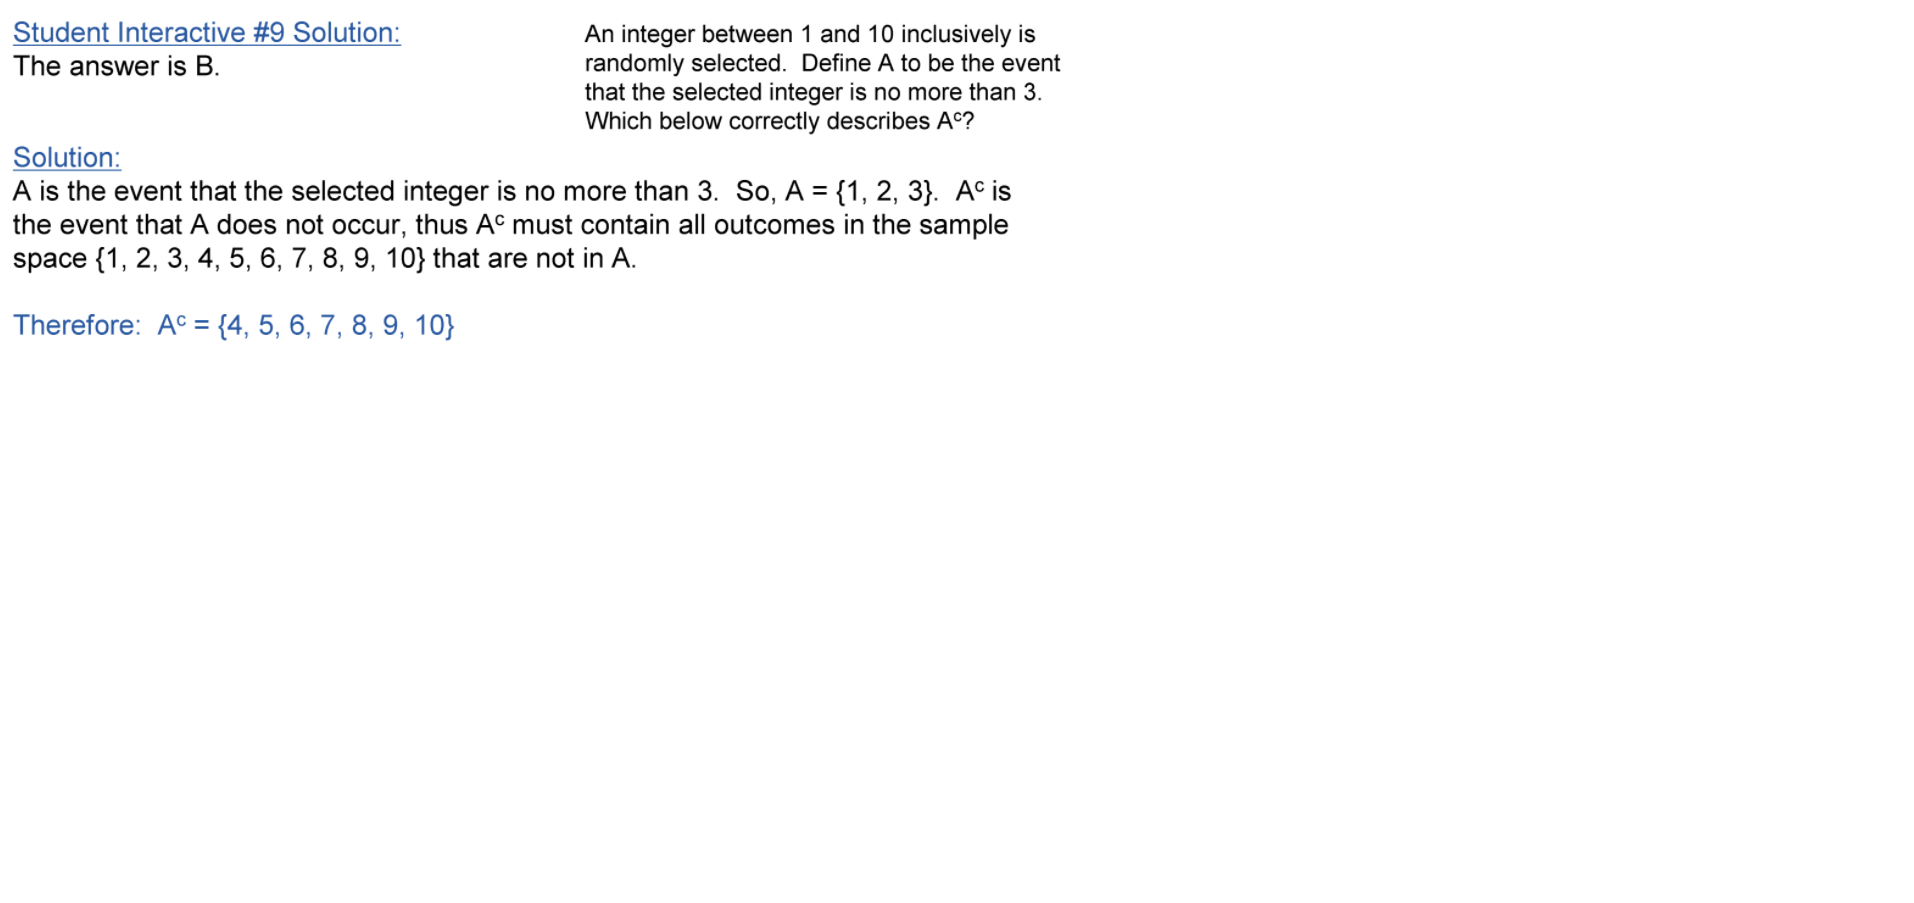 Student Interactive #9 Solution:
The answer is B.
An integer between 1 and 10 inclusively is
randomly selected.  Define A to be the event
that the selected integer is no more than 3.
Which below correctly describes Aᶜ?
Solution:
A is the event that the selected integer is no more than 3.  So, A = {1, 2, 3}.  Aᶜ is
the event that A does not occur, thus Aᶜ must contain all outcomes in the sample
space {1, 2, 3, 4, 5, 6, 7, 8, 9, 10} that are not in A.
Therefore:  Aᶜ = {4, 5, 6, 7, 8, 9, 10}